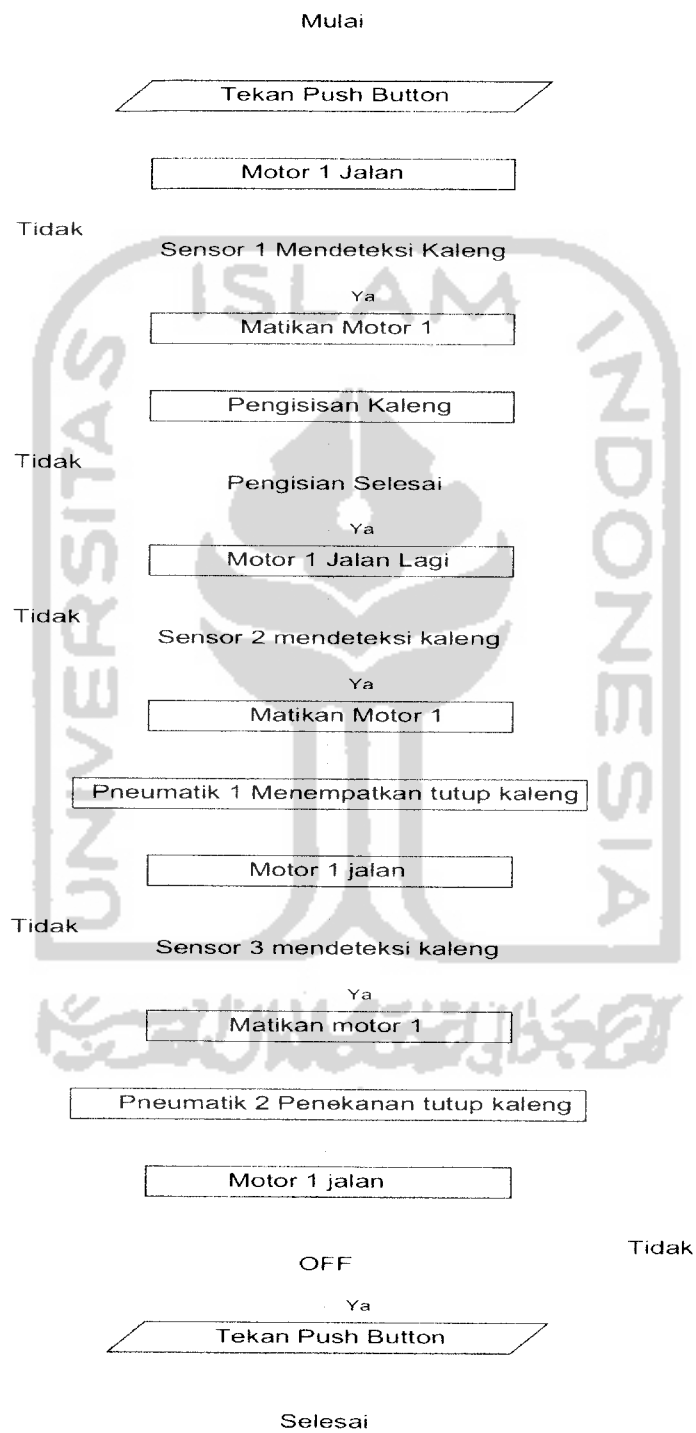 Mulai
Tekan Push Button
Motor 1 Jalan
Tidak
Sensor 1 Mendeteksi Kaleng
Ya
Matikan Motor 1
Pengisisan Kaleng
Tidak
Pengisian Selesai
Ya
Motor 1 Jalan Lagi
Tidak
Sensor 2 mendeteksi kaleng
Ya
Matikan Motor 1
Pneumatik 1 Menempatkan tutup kaleng
Motor 1 jalan
Tidak
Sensor 3 mendeteksi kaleng
Ya
Matikan motor 1
Pneumatik 2 Penekanan tutup kaleng
Motor 1 jalan
Tidak
OFF
Ya
Tekan Push Button
Selesai
UNIVERSITAS
ISLAM
INDONESIA